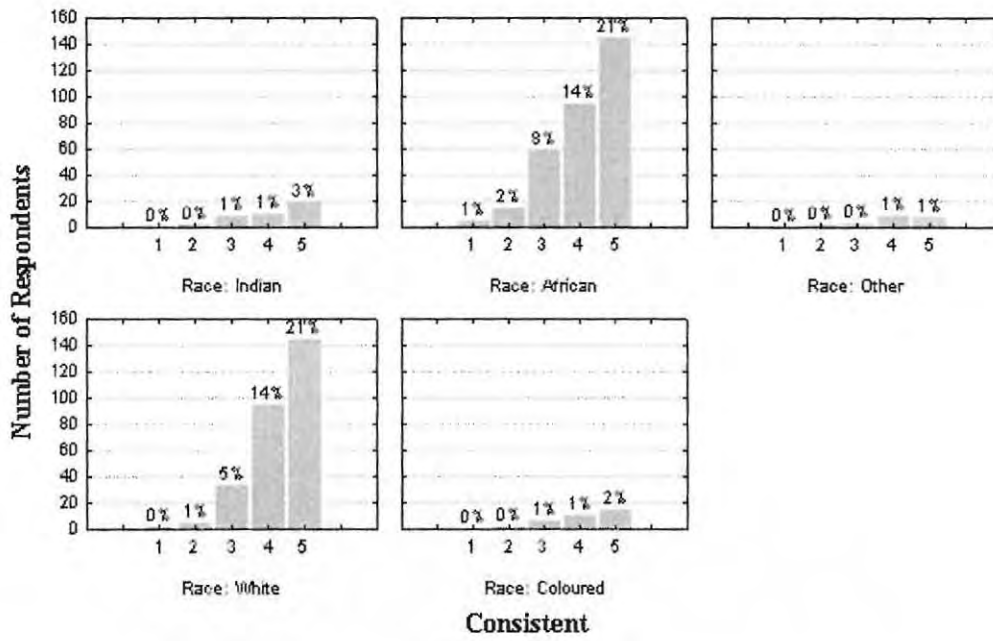 Number of Respondents
160
140
120
100
80
60
40
20
0
0% 0% 1% 1% 3%
1 2 3 4 5
Race: Indian
1% 2% 8% 14% 21%
1 2 3 4 5
Race: African
0% 0% 0% 1% 1%
1 2 3 4 5
Race: Other
160
140
120
100
80
60
40
20
0
0% 1% 5% 14% 21%
1 2 3 4 5
Race: White
0% 0% 1% 1% 2%
1 2 3 4 5
Race: Coloured
Consistent